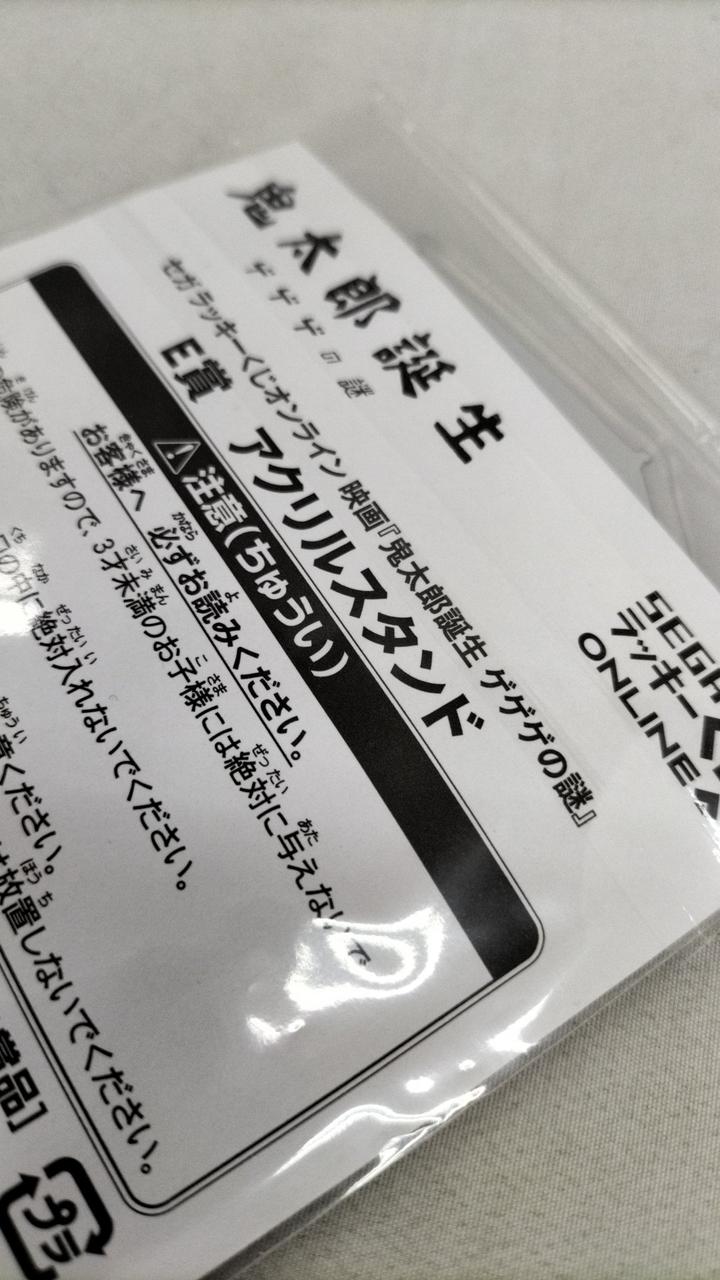 鬼太郎誕生
ゲゲゲの謎
セガ ラッキーくじオンライン 映画『鬼太郎誕生 ゲゲゲの謎』
E賞 アクリルスタンド
SEGA
ラッキーく
ONLINE
注意(ちゅうい)
お客様へ 必ずお読みください。
危険がありますので、3才未満のお子様には絶対に与えないで
の中に絶対入れないでください。
ください。
放置しないでください。
賞品]
プラ